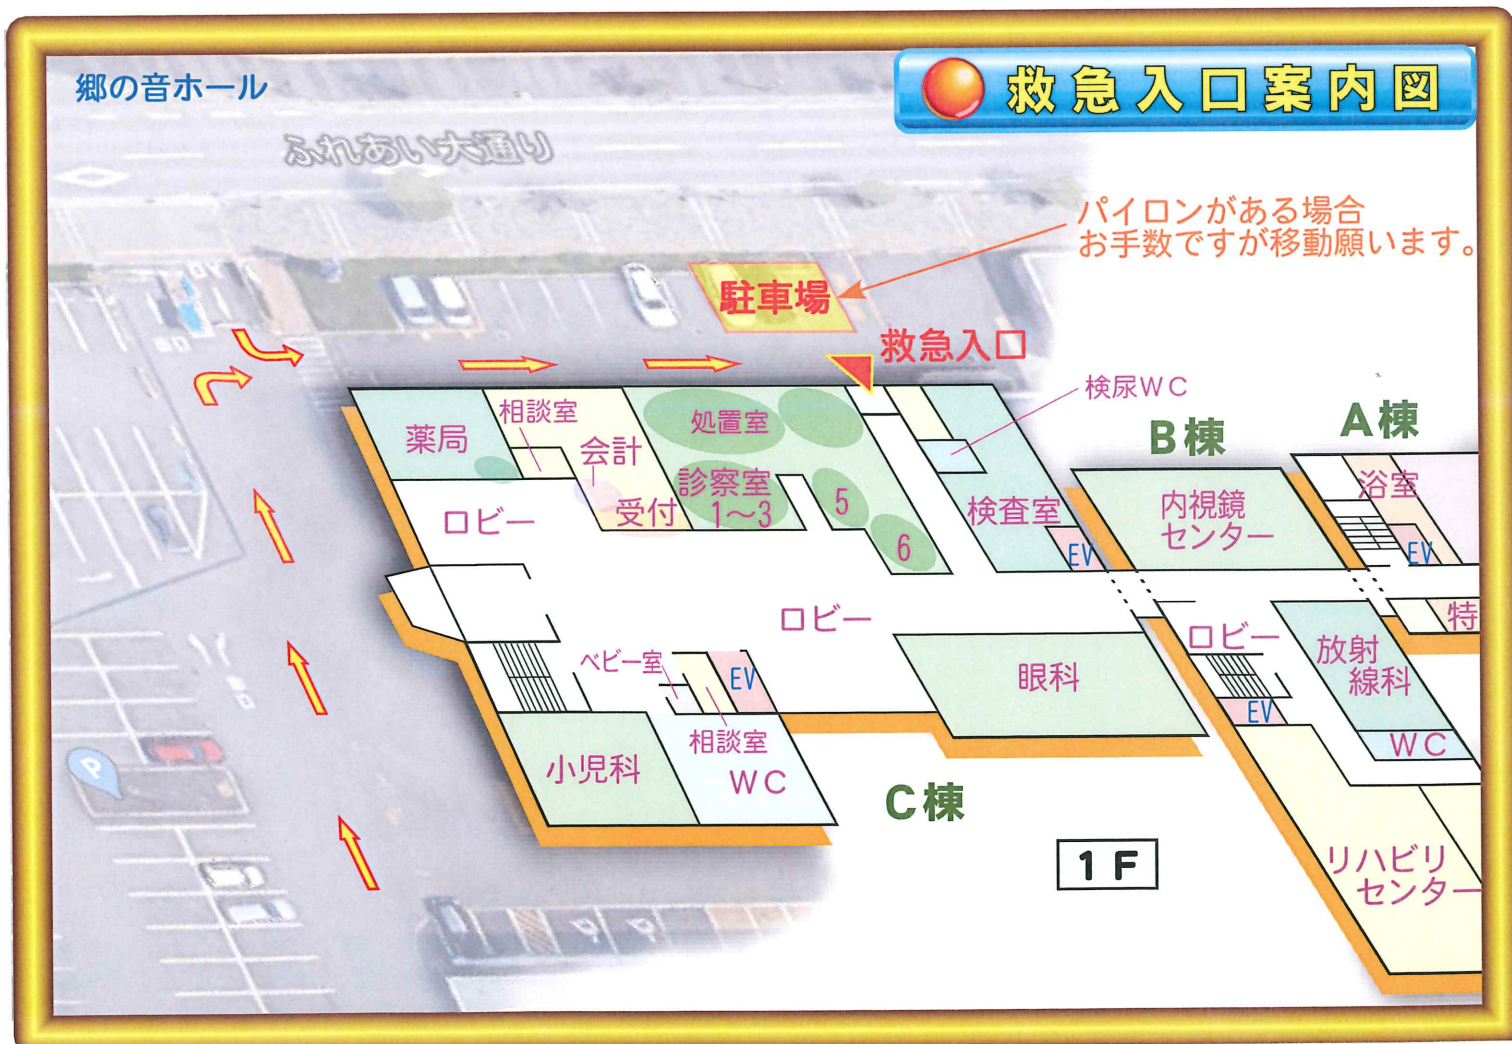 郷の音ホール
救急入口案内図
ふれあい大通り
パイロンがある場合
お手数ですが移動願います。
駐車場
救急入口
検尿WC
B棟
A棟
薬局
相談室
会計
受付
処置室
診察室
1〜3
5
6
検査室
EV
内視鏡
センター
浴室
EV
ロビー
ロビー
ロビー
特
放射
線科
WC
EV
ベビー室
EV
相談室
眼科
小児科
WC
C棟
1F
リハビリ
センター
P